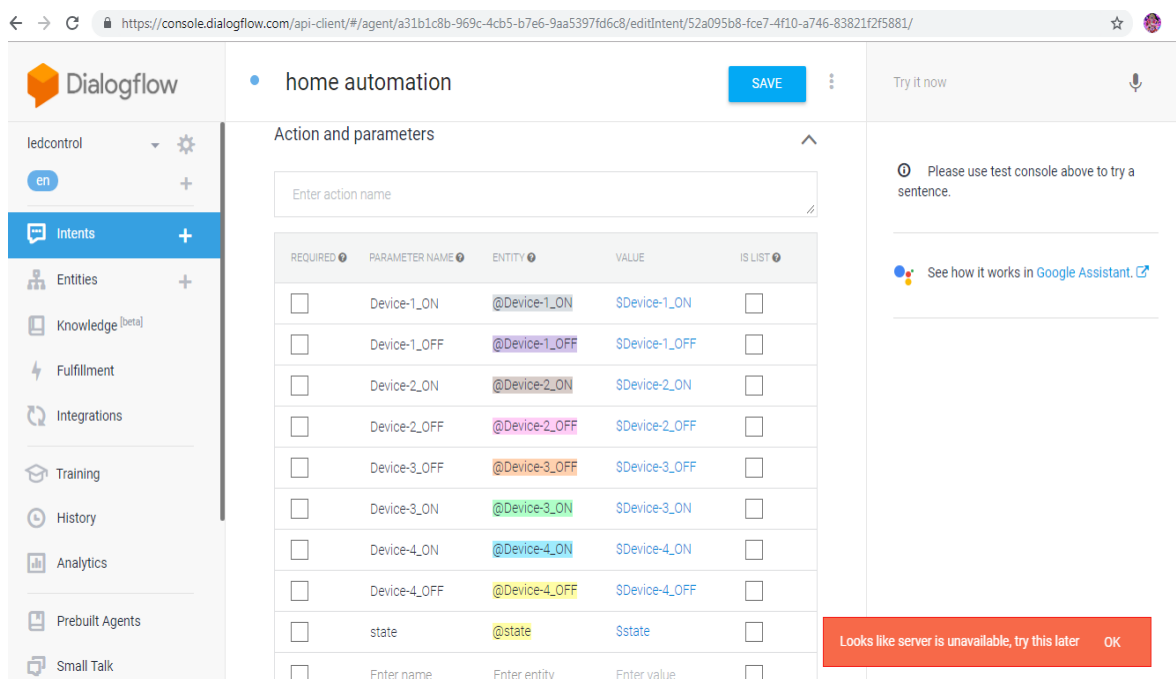 https://console.dialogflow.com/api-client/#/agent/a31b1c8b-969c-4cb5-b7e6-9aa5397fd6c8/editIntent/52a095b8-fce7-4f10-a746-83821f2f5881/
Dialogflow
ledcontrol
en
Intents
Entities
Knowledge [beta]
Fulfillment
Integrations
Training
History
Analytics
Prebuilt Agents
Small Talk
home automation
SAVE
Action and parameters
Enter action name
REQUIRED PARAMETER NAME ENTITY VALUE IS LIST
Device-1_ON @Device-1_ON $Device-1_ON
Device-1_OFF @Device-1_OFF $Device-1_OFF
Device-2_ON @Device-2_ON $Device-2_ON
Device-2_OFF @Device-2_OFF $Device-2_OFF
Device-3_OFF @Device-3_OFF $Device-3_OFF
Device-3_ON @Device-3_ON $Device-3_ON
Device-4_ON @Device-4_ON $Device-4_ON
Device-4_OFF @Device-4_OFF $Device-4_OFF
state @state $state
Enter name Enter entity Enter value
Try it now
Please use test console above to try a
sentence.
See how it works in Google Assistant.
Looks like server is unavailable, try this later OK